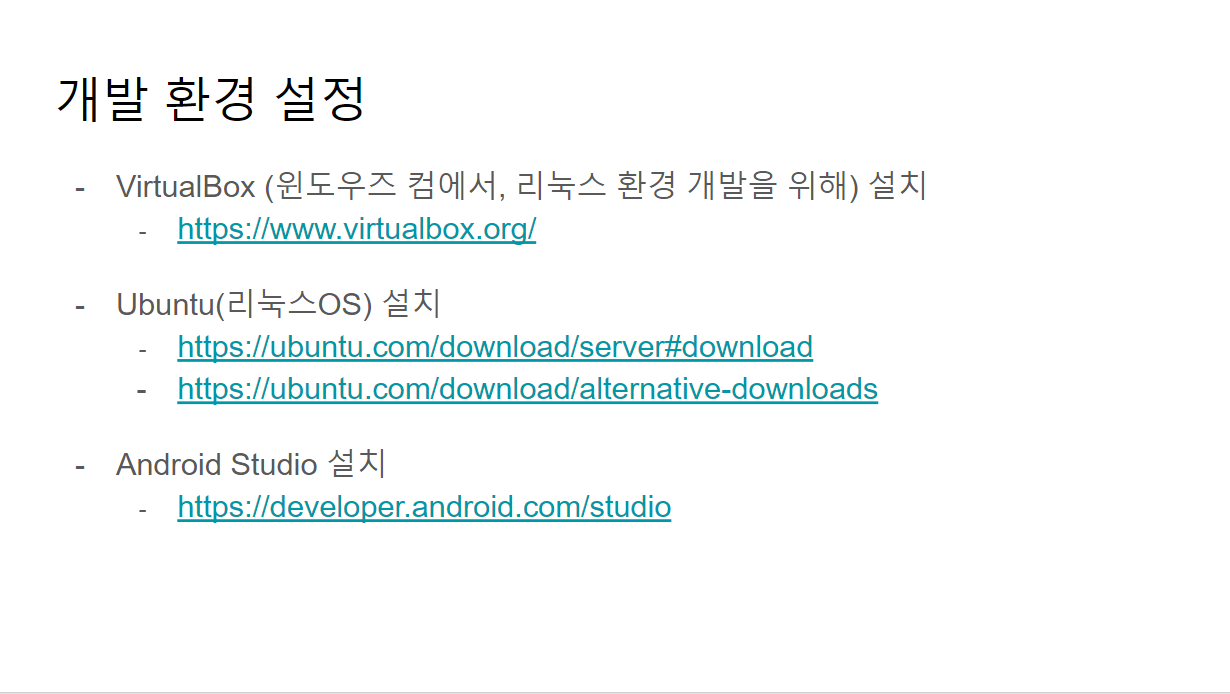 개발 환경 설정
- VirtualBox (윈도우즈 컴에서, 리눅스 환경 개발을 위해) 설치
- https://www.virtualbox.org/
- Ubuntu(리눅스OS) 설치
- https://ubuntu.com/download/server#download
- https://ubuntu.com/download/alternative-downloads
- Android Studio 설치
- https://developer.android.com/studio